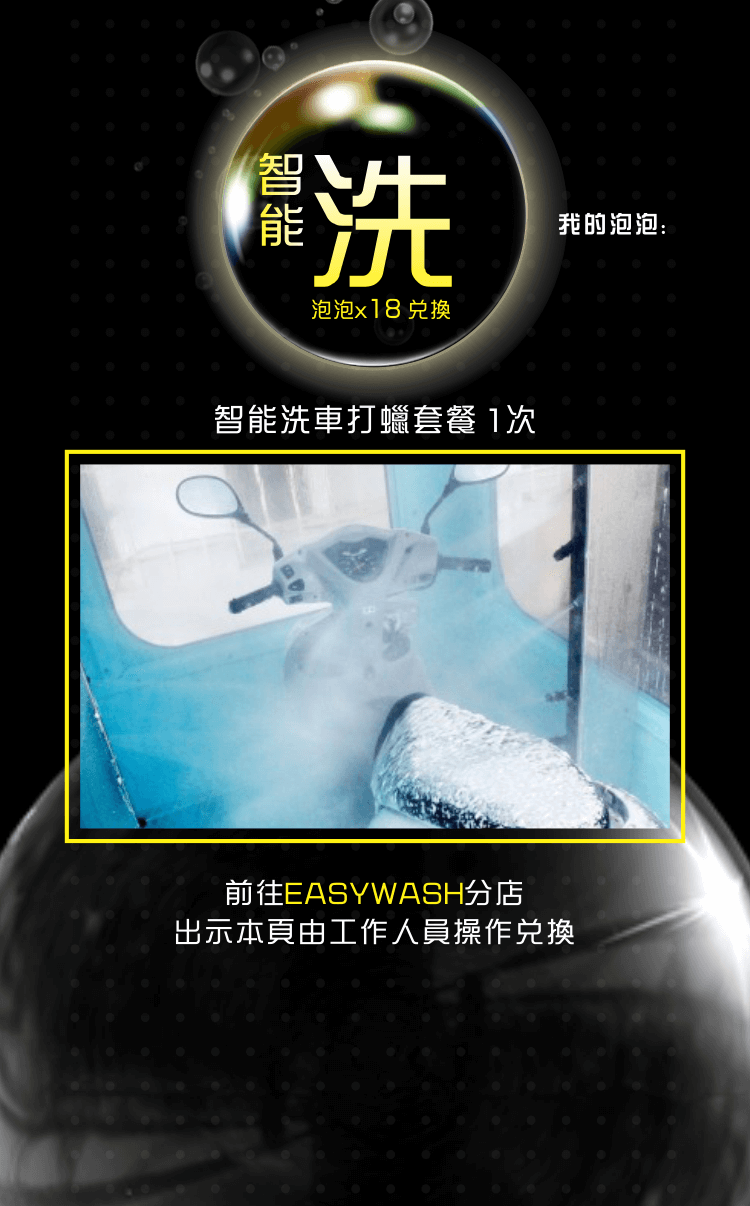 智能
洗
泡泡x18 兑換
我的泡泡:
智能洗車打蠟套餐 1次
前往EASYWASH分店
出示本頁由工作人員操作兑換